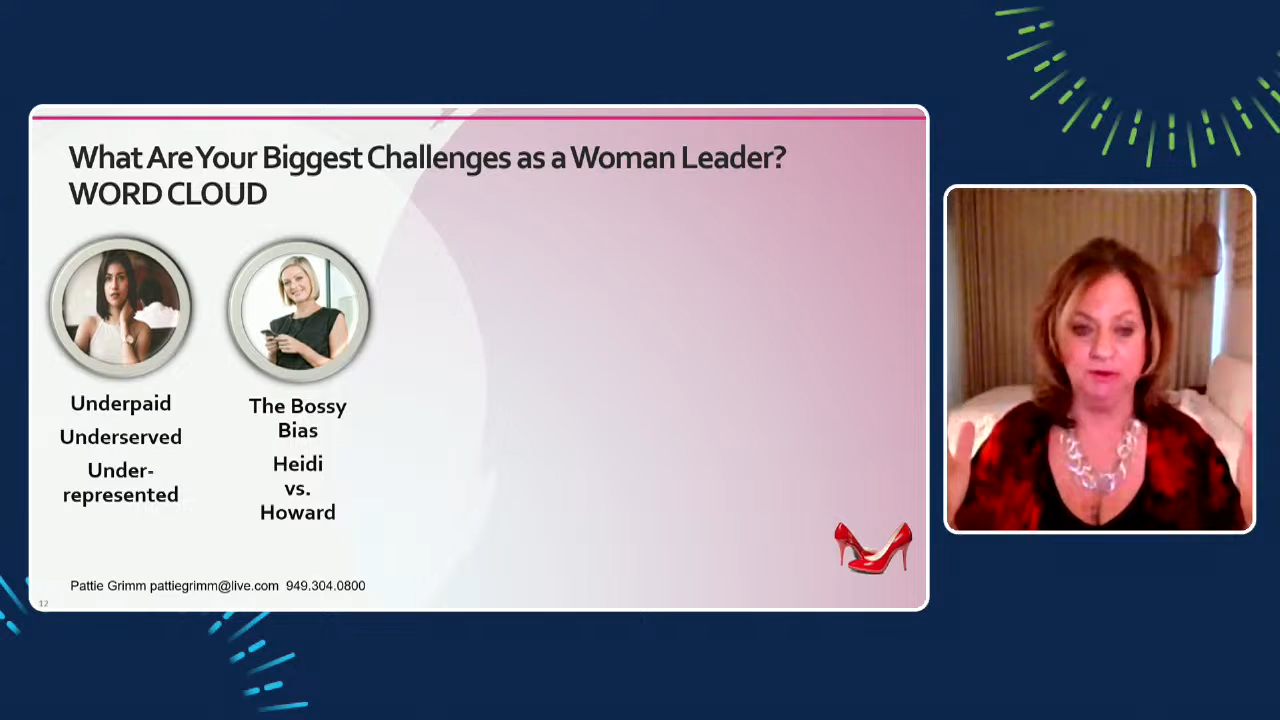 What Are Your Biggest Challenges as a Woman Leader?
WORD CLOUD
Underpaid
Underserved
Under-
represented
The Bossy
Bias
Heidi
vs.
Howard
Pattie Grimm pattiegrimm@live.com 949.304.0800
12